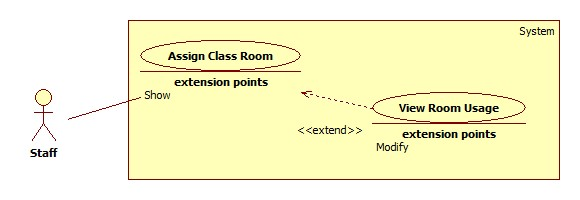 System
Assign Class Room
extension points
Show
View Room Usage
<<extend>>
extension points
Modify
Staff